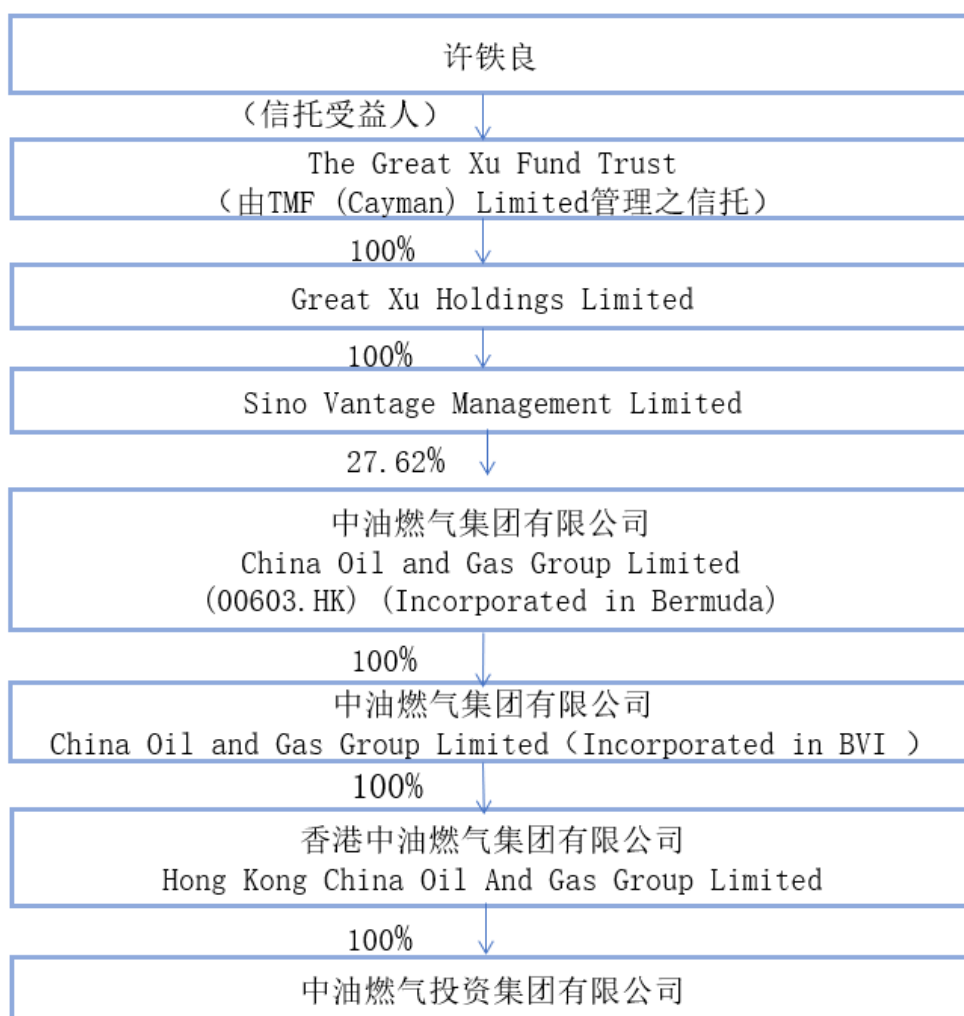 许铁良
（信托受益人）
The Great Xu Fund Trust
（由TMF (Cayman) Limited管理之信托）
100%
Great Xu Holdings Limited
100%
Sino Vantage Management Limited
27.62%
中油燃气集团有限公司
China Oil and Gas Group Limited
(00603.HK) (Incorporated in Bermuda)
100%
中油燃气集团有限公司
China Oil and Gas Group Limited（Incorporated in BVI ）
100%
香港中油燃气集团有限公司
Hong Kong China Oil And Gas Group Limited
100%
中油燃气投资集团有限公司